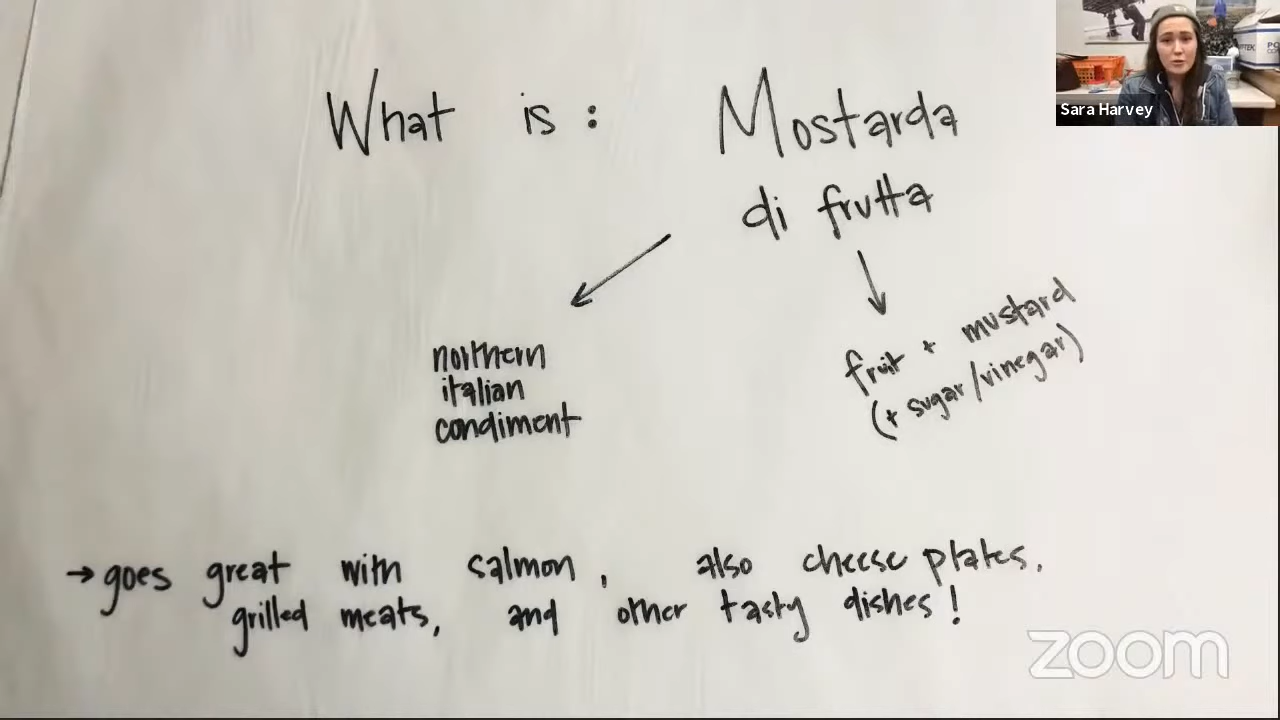 What is: Mostarda
di frutta
northern
italian
condiment
fruit + mustard
(+ sugar/vinegar)
→ goes great with salmon, also cheese plates,
grilled meats, and other tasty dishes!
Sara Harvey
zoom